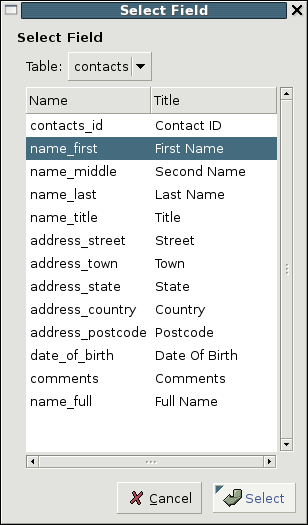 Select Field
Select Field
Table: contacts
Name Title
contacts_id Contact ID
name_first First Name
name_middle Second Name
name_last Last Name
name_title Title
address_street Street
address_town Town
address_state State
address_country Country
address_postcode Postcode
date_of_birth Date Of Birth
comments Comments
name_full Full Name
Cancel Select